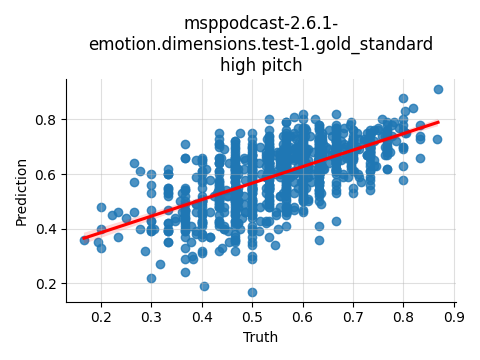 msppodcast-2.6.1-
emotion.dimensions.test-1.gold_standard
high pitch
Prediction
0.8
0.6
0.4
0.2
0.2 0.3 0.4 0.5 0.6 0.7 0.8 0.9
Truth